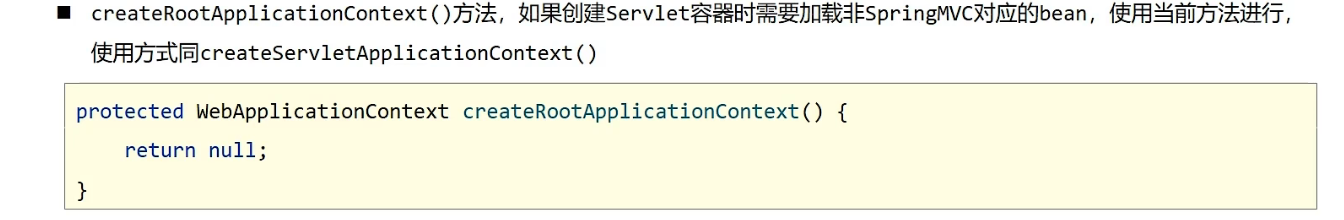 ■ createRootApplicationContext()方法，如果创建Servlet容器时需要加载非SpringMVC对应的bean，使用当前方法进行，
使用方式同createServletApplicationContext()
protected WebApplicationContext createRootApplicationContext() {
    return null;
}